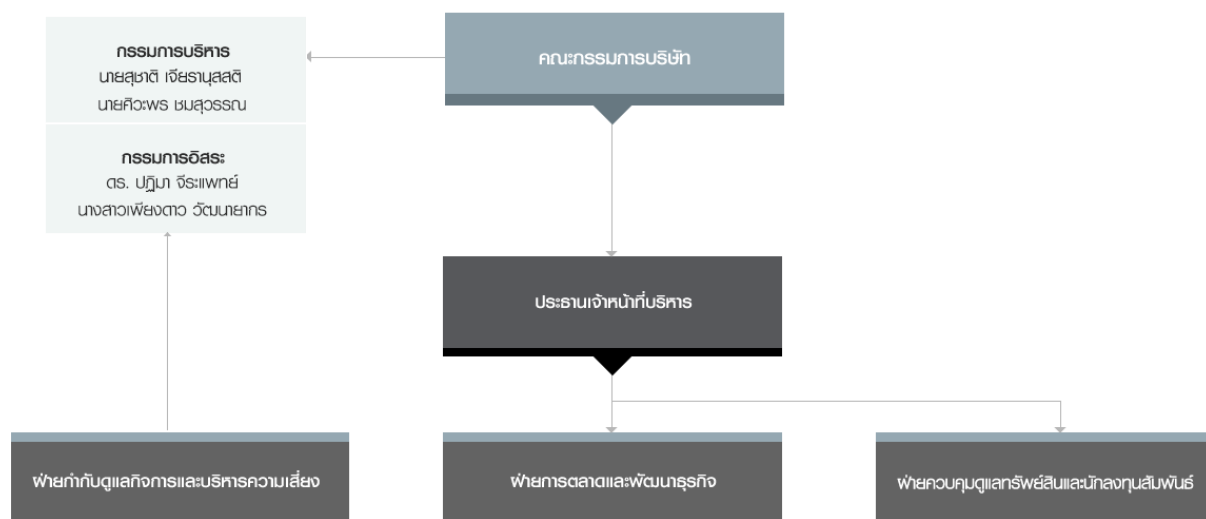 กรรมการบริหาร
นายสุชาติ เจียรานุสสติ
นายศิวะพร ชมสุวรรณ
คณะกรรมการบริษัท
กรรมการอิสระ
ดร. ปฏิมา จีระแพทย์
นางสาวเพียงดาว วัฒนายากร
ประธานเจ้าหน้าที่บริหาร
ฝ่ายกำกับดูแลกิจการและบริหารความเสี่ยง
ฝ่ายการตลาดและพัฒนาธุรกิจ
ฝ่ายควบคุมดูแลทรัพย์สินและนักลงทุนสัมพันธ์